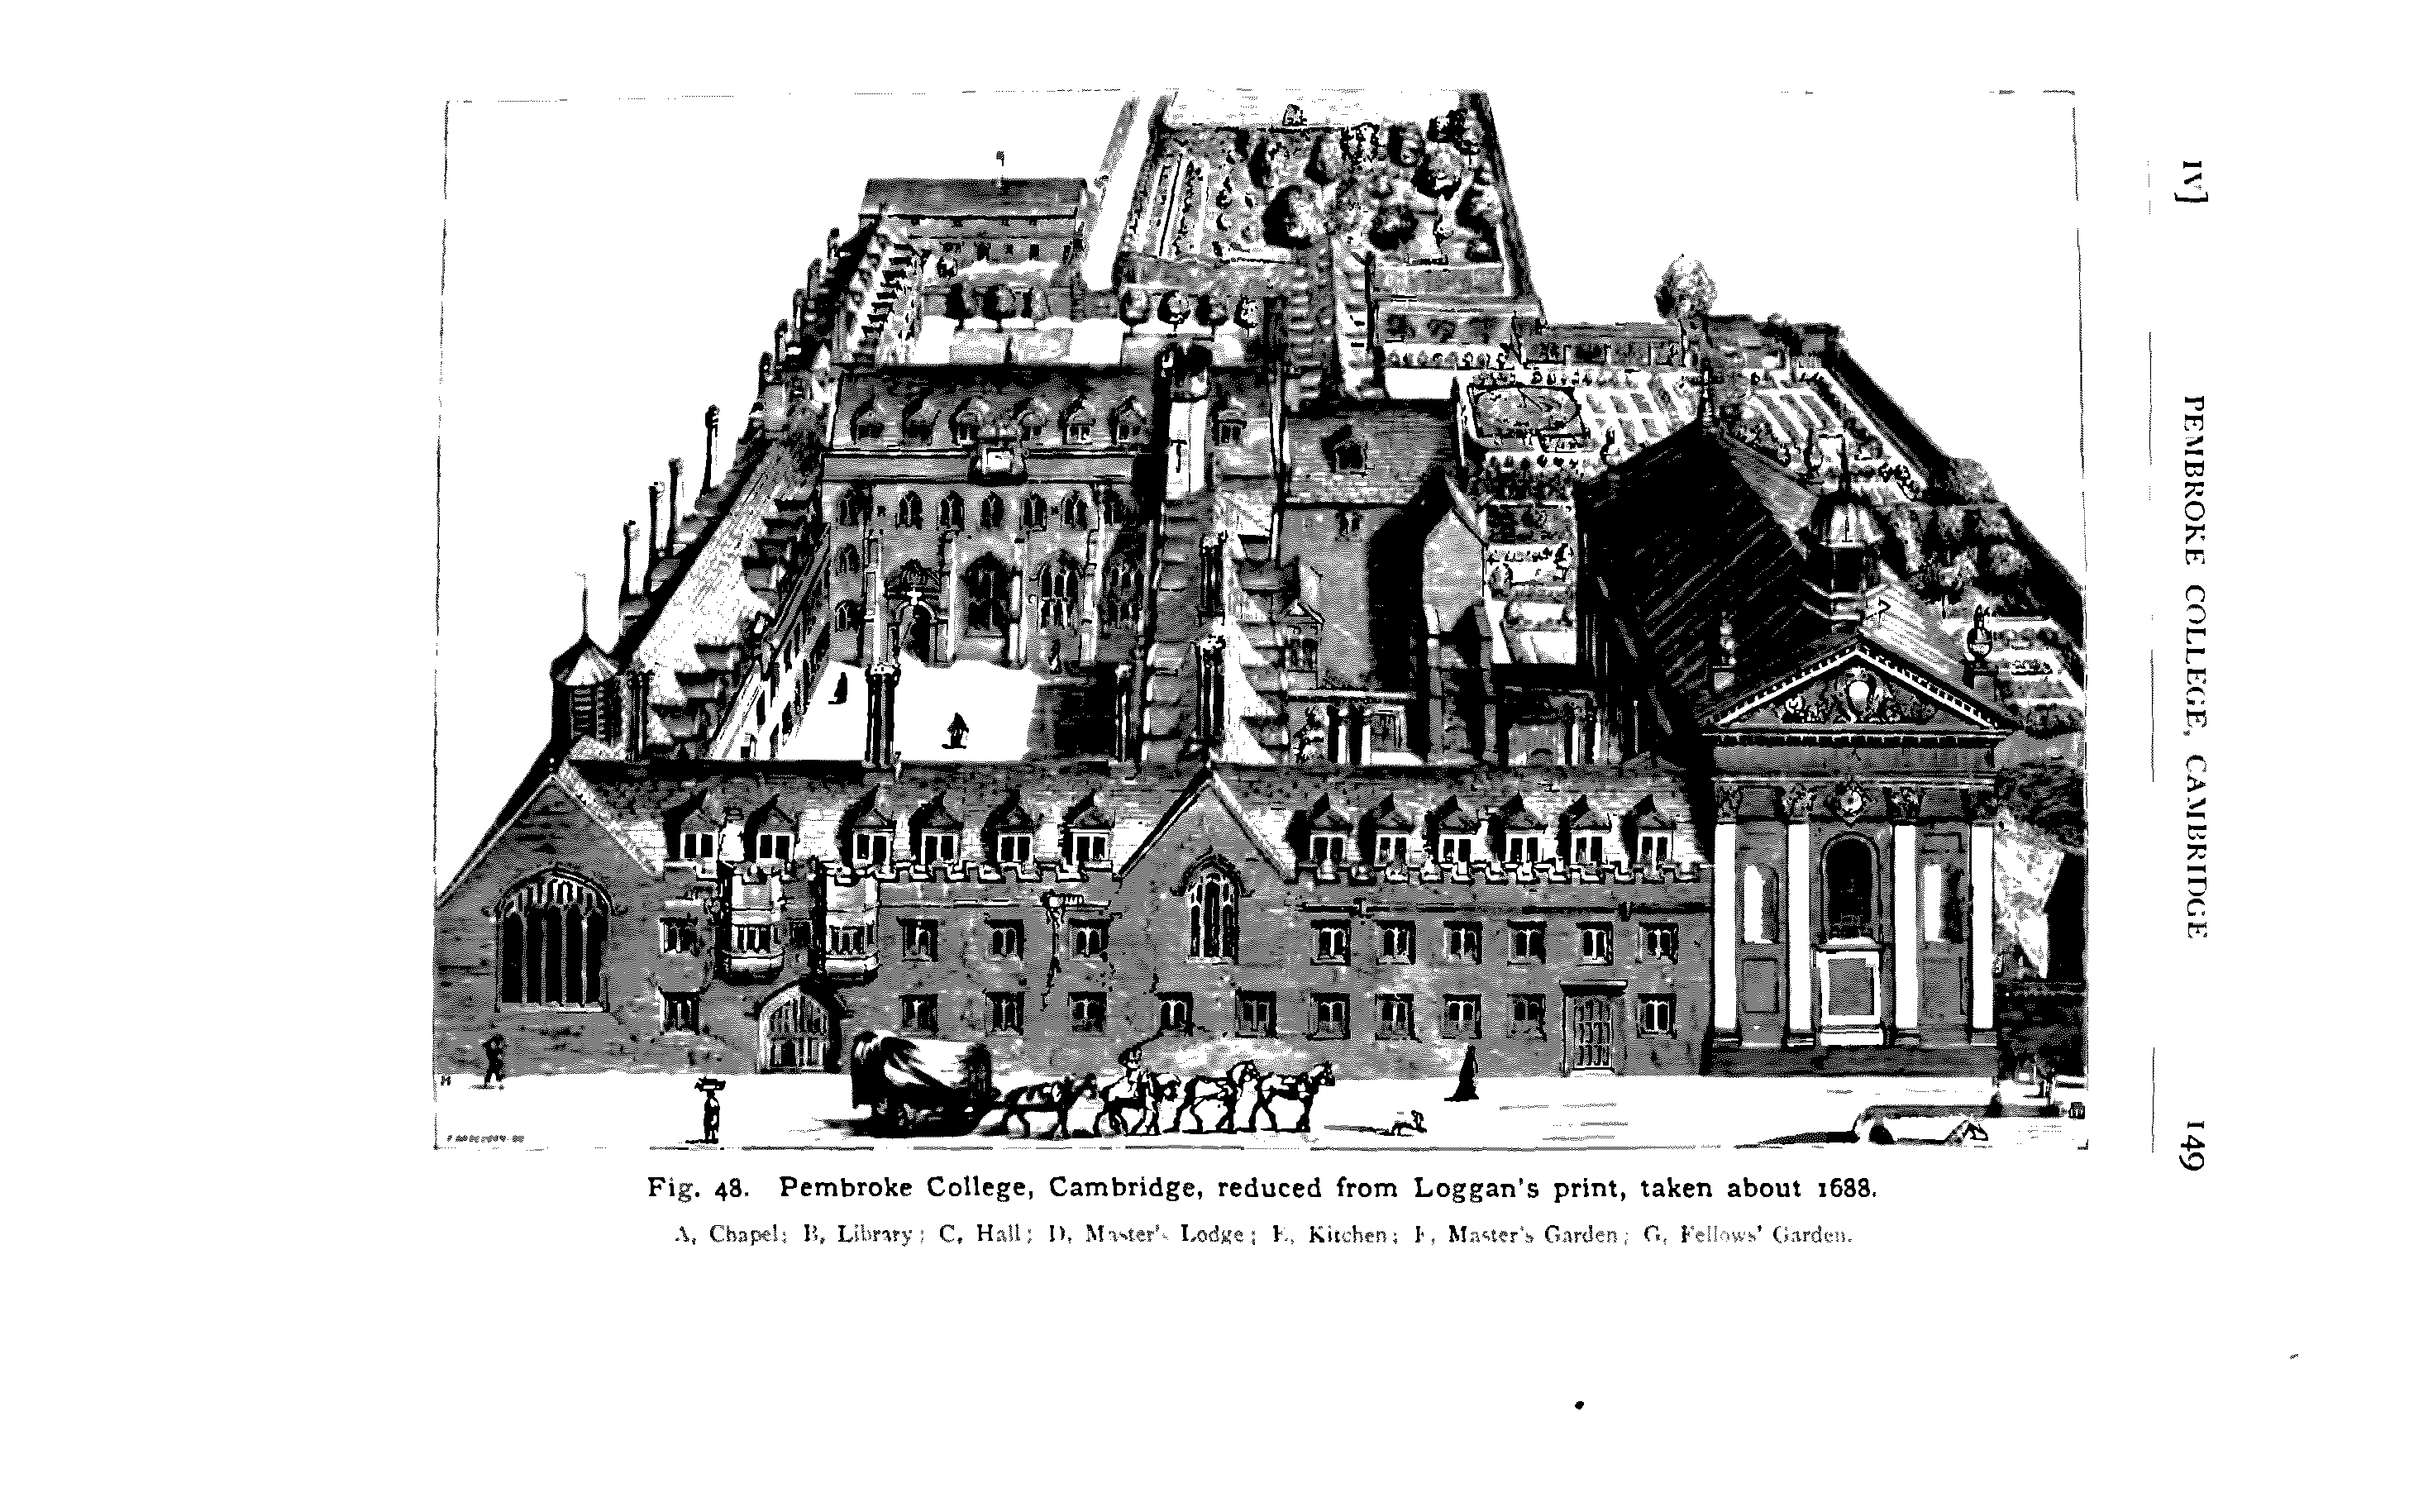 IV] PEMBROKE COLLEGE, CAMBRIDGE 149
Fig. 48. Pembroke College, Cambridge, reduced from Loggan's print, taken about 1688.
A, Chapel; B, Library; C, Hall; D, Master's Lodge; E, Kitchen; F, Master's Garden; G, Fellows' Garden.